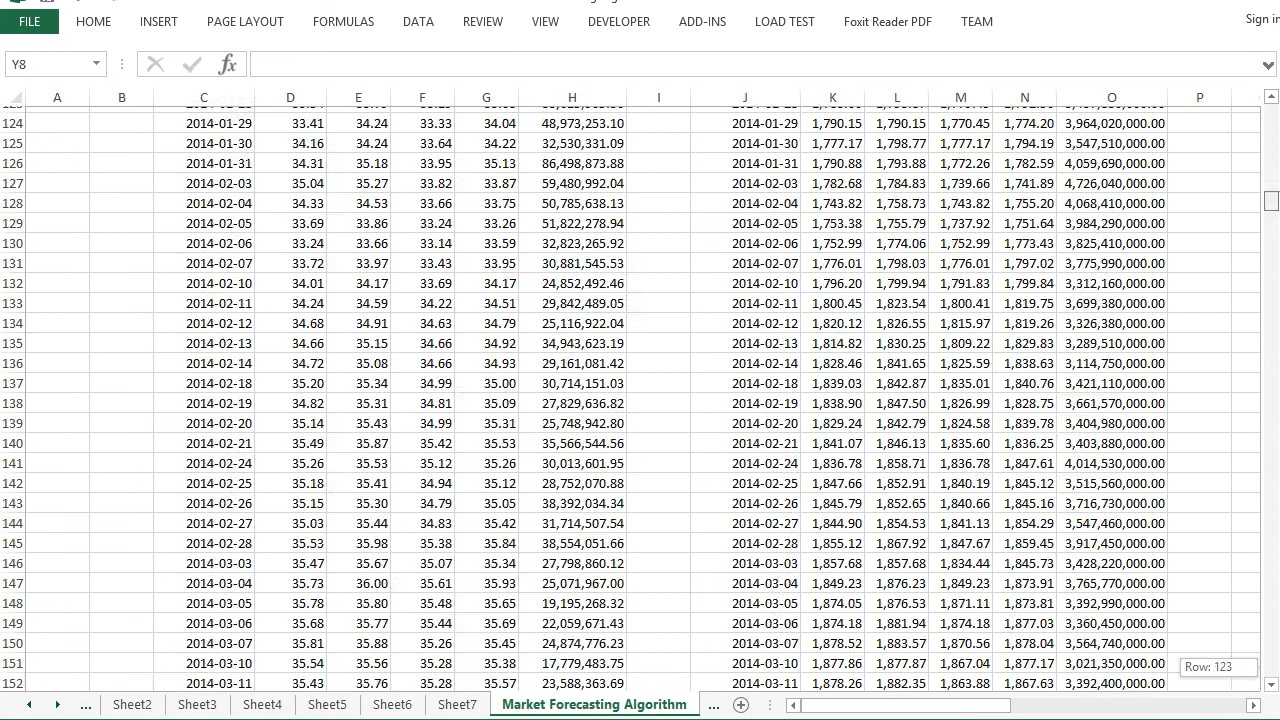 FILE HOME INSERT PAGE LAYOUT FORMULAS DATA REVIEW VIEW DEVELOPER ADD-INS LOAD TEST Foxit Reader PDF TEAM Sign in
Y8 fx
A B C D E F G H I J K L M N O P
124 2014-01-29 33.41 34.24 33.33 34.04 48,973,253.10 2014-01-29 1,790.15 1,790.15 1,770.45 1,774.20 3,964,020,000.00
125 2014-01-30 34.16 34.24 33.64 34.22 32,530,331.09 2014-01-30 1,777.17 1,798.77 1,777.17 1,794.19 3,547,510,000.00
126 2014-01-31 34.31 35.18 33.95 35.13 86,498,873.88 2014-01-31 1,790.88 1,793.88 1,772.26 1,782.59 4,059,690,000.00
127 2014-02-03 35.04 35.27 33.82 33.87 59,480,992.04 2014-02-03 1,782.68 1,784.83 1,739.66 1,741.89 4,726,040,000.00
128 2014-02-04 34.33 34.53 33.66 33.75 50,785,638.13 2014-02-04 1,743.82 1,758.73 1,743.82 1,755.20 4,068,410,000.00
129 2014-02-05 33.69 33.86 33.24 33.26 51,822,278.94 2014-02-05 1,753.38 1,755.79 1,737.92 1,751.64 3,984,290,000.00
130 2014-02-06 33.24 33.66 33.14 33.59 32,823,265.92 2014-02-06 1,752.99 1,774.06 1,752.99 1,773.43 3,825,410,000.00
131 2014-02-07 33.72 33.97 33.43 33.95 30,881,545.53 2014-02-07 1,776.01 1,798.03 1,776.01 1,797.02 3,775,990,000.00
132 2014-02-10 34.01 34.17 33.69 34.17 24,852,492.46 2014-02-10 1,796.20 1,799.94 1,791.83 1,799.84 3,312,160,000.00
133 2014-02-11 34.24 34.59 34.22 34.51 29,842,489.05 2014-02-11 1,800.45 1,823.54 1,800.41 1,819.75 3,699,380,000.00
134 2014-02-12 34.68 34.91 34.63 34.79 25,116,922.04 2014-02-12 1,820.12 1,826.55 1,815.97 1,819.26 3,326,380,000.00
135 2014-02-13 34.66 35.15 34.66 34.92 34,943,623.19 2014-02-13 1,814.82 1,830.25 1,809.22 1,829.83 3,289,510,000.00
136 2014-02-14 34.72 35.08 34.66 34.93 29,161,081.42 2014-02-14 1,828.46 1,841.65 1,825.59 1,838.63 3,114,750,000.00
137 2014-02-18 35.20 35.34 34.99 35.00 30,714,151.03 2014-02-18 1,839.03 1,842.87 1,835.01 1,840.76 3,421,110,000.00
138 2014-02-19 34.82 35.31 34.81 35.09 27,829,636.82 2014-02-19 1,838.90 1,847.50 1,826.99 1,828.75 3,661,570,000.00
139 2014-02-20 35.14 35.43 34.99 35.31 25,748,942.80 2014-02-20 1,829.24 1,842.79 1,824.58 1,839.78 3,404,980,000.00
140 2014-02-21 35.49 35.87 35.42 35.53 35,566,544.56 2014-02-21 1,841.07 1,846.13 1,835.60 1,836.25 3,403,880,000.00
141 2014-02-24 35.26 35.53 35.12 35.26 30,013,601.95 2014-02-24 1,836.78 1,858.71 1,836.78 1,847.61 4,014,530,000.00
142 2014-02-25 35.18 35.41 34.94 35.12 28,752,070.88 2014-02-25 1,847.66 1,852.91 1,840.19 1,845.12 3,515,560,000.00
143 2014-02-26 35.15 35.30 34.79 35.05 38,392,034.34 2014-02-26 1,845.79 1,852.65 1,840.66 1,845.16 3,716,730,000.00
144 2014-02-27 35.03 35.44 34.83 35.42 31,714,507.54 2014-02-27 1,844.90 1,854.53 1,841.13 1,854.29 3,547,460,000.00
145 2014-02-28 35.53 35.98 35.38 35.84 38,554,051.66 2014-02-28 1,855.12 1,867.92 1,847.67 1,859.45 3,917,450,000.00
146 2014-03-03 35.47 35.67 35.07 35.34 27,798,860.12 2014-03-03 1,857.68 1,857.68 1,834.44 1,845.73 3,428,220,000.00
147 2014-03-04 35.73 36.00 35.61 35.93 25,071,967.00 2014-03-04 1,849.23 1,876.23 1,849.23 1,873.91 3,765,770,000.00
148 2014-03-05 35.78 35.80 35.48 35.65 19,195,268.32 2014-03-05 1,874.05 1,876.53 1,871.11 1,873.81 3,392,990,000.00
149 2014-03-06 35.68 35.77 35.44 35.69 22,059,671.43 2014-03-06 1,874.18 1,881.94 1,874.18 1,877.03 3,360,450,000.00
150 2014-03-07 35.81 35.88 35.26 35.45 24,874,776.23 2014-03-07 1,878.52 1,883.57 1,870.56 1,878.04 3,564,740,000.00
151 2014-03-10 35.54 35.56 35.28 35.38 17,779,483.75 2014-03-10 1,877.86 1,877.87 1,867.04 1,877.17 3,021,350,000.00 Row: 123
152 2014-03-11 35.43 35.76 35.28 2014-03-11 1,878.26 1,882.35 1,867.63 3,392,400,000.00
... Sheet2 Sheet3 Sheet4 Sheet5 Sheet6 Sheet7 Market Forecasting Algorithm ...